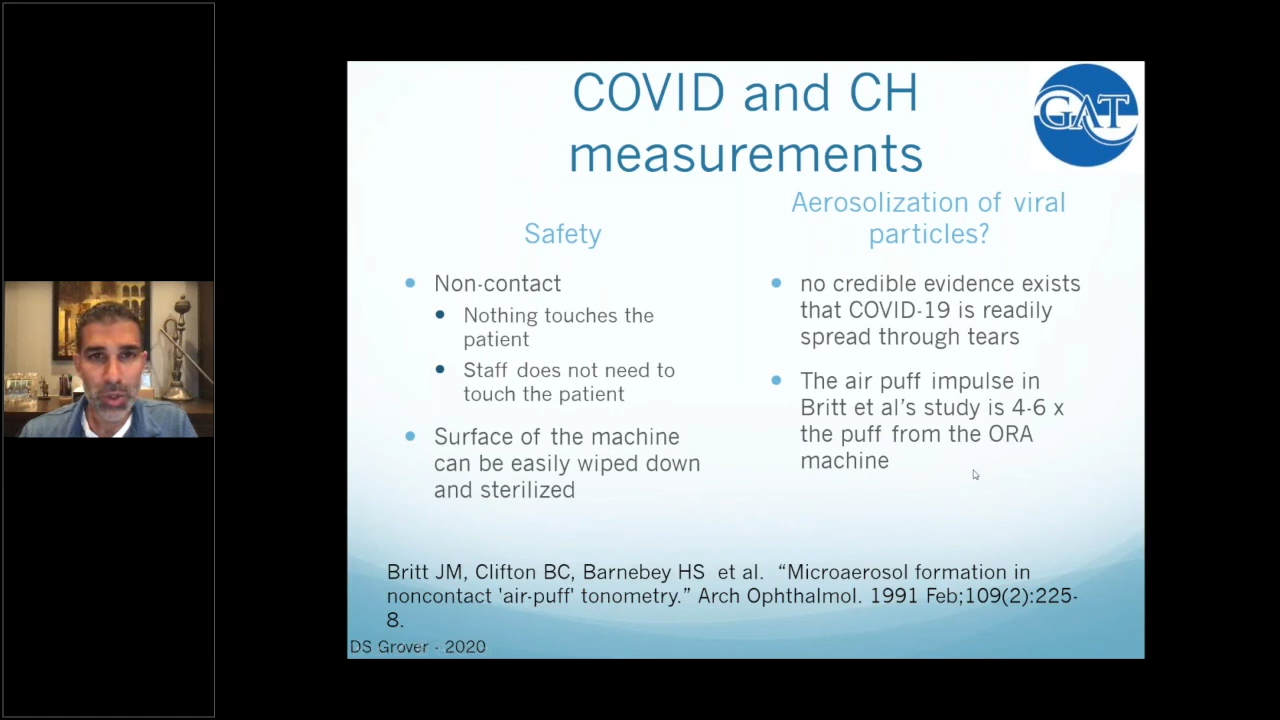 COVID and CH
measurements
GAT
Safety
Non-contact
Nothing touches the
patient
Staff does not need to
touch the patient
Surface of the machine
can be easily wiped down
and sterilized
Aerosolization of viral
particles?
no credible evidence exists
that COVID-19 is readily
spread through tears
The air puff impulse in
Britt et al's study is 4-6 x
the puff from the ORA
machine
Britt JM, Clifton BC, Barnebey HS et al. “Microaerosol formation in
noncontact 'air-puff' tonometry.” Arch Ophthalmol. 1991 Feb;109(2):225-
8.
DS Grover - 2020